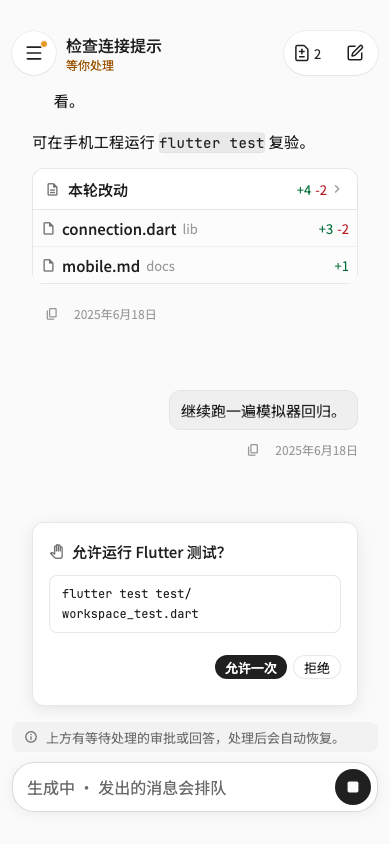 检查连接提示
等你处理
2
看。
可在手机工程运行 flutter test 复验。
本轮改动 +4 -2
connection.dart lib +3 -2
mobile.md docs +1
2025年6月18日
继续跑一遍模拟器回归。
2025年6月18日
允许运行 Flutter 测试？
flutter test test/
workspace_test.dart
允许一次 拒绝
上方有等待处理的审批或回答，处理后会自动恢复。
生成中 · 发出的消息会排队